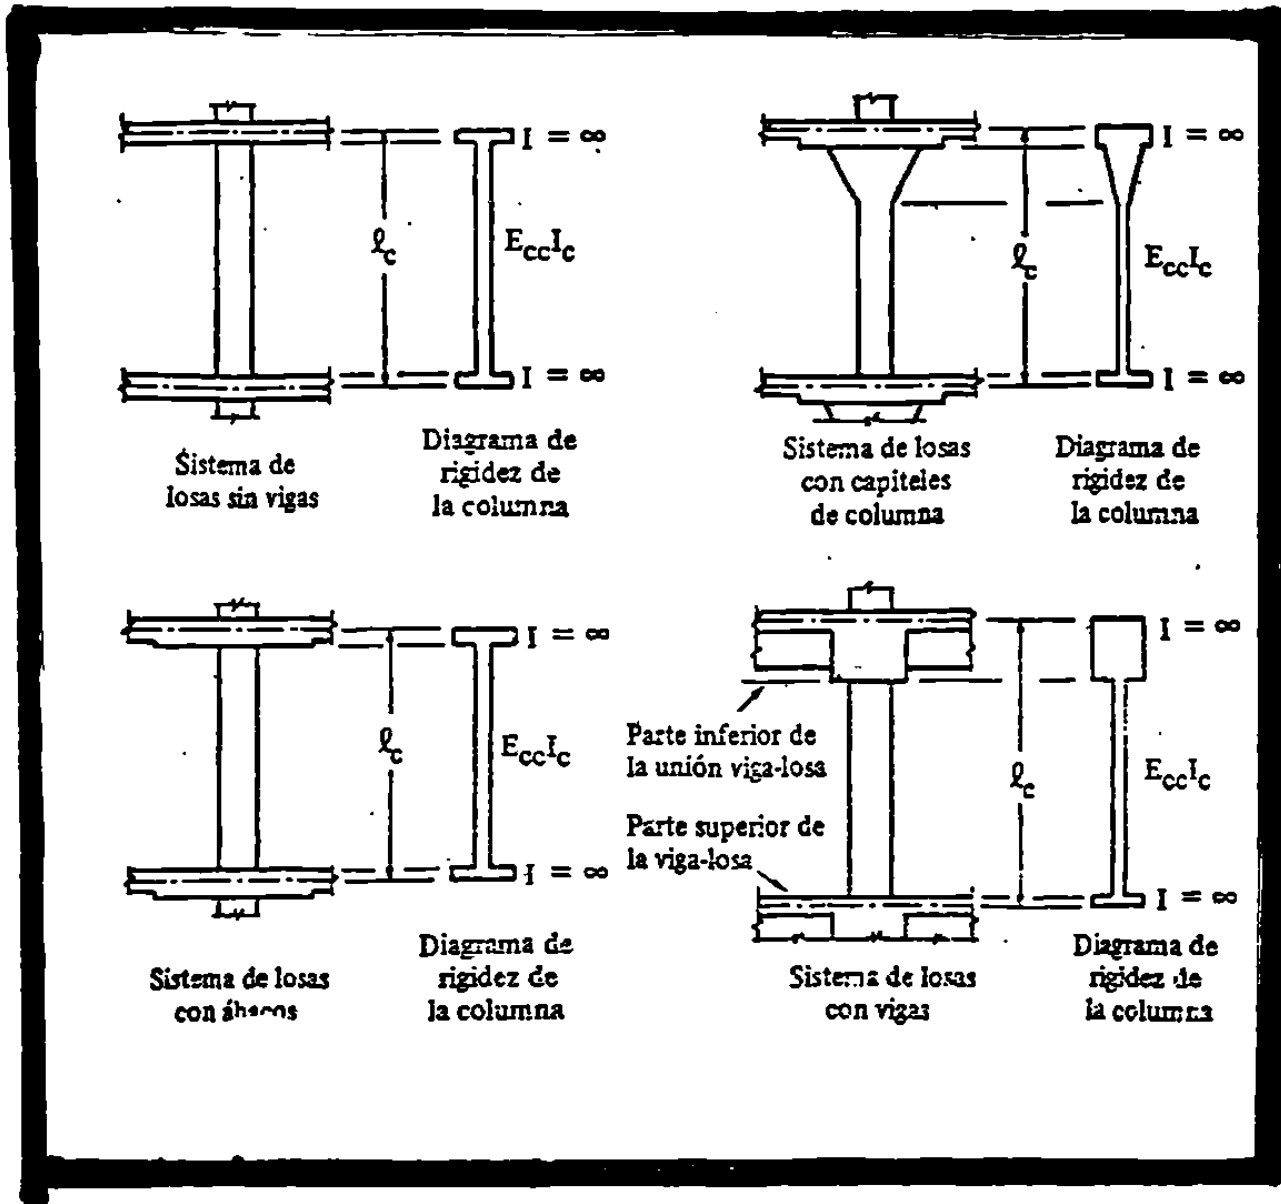 I = ∞
ℓc
EccIc
I = ∞
Sistema de
losas sin vigas
Diagrama de
rigidez de
la columna
I = ∞
ℓc
EccIc
I = ∞
Sistema de losas
con capiteles
de columna
Diagrama de
rigidez de
la columna
I = ∞
ℓc
EccIc
I = ∞
Sistema de losas
con ábacos
Diagrama de
rigidez de
la columna
I = ∞
Parte inferior de
la unión viga-losa
ℓc
EccIc
Parte superior de
la viga-losa
I = ∞
Sistema de losas
con vigas
Diagrama de
rigidez de
la columna